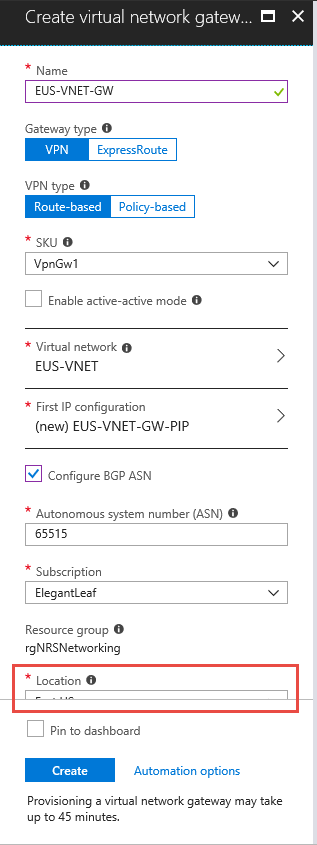 Create virtual network gatew...
* Name
EUS-VNET-GW
Gateway type
VPN ExpressRoute
VPN type
Route-based Policy-based
* SKU
VpnGw1
Enable active-active mode
* Virtual network
EUS-VNET
* First IP configuration
(new) EUS-VNET-GW-PIP
Configure BGP ASN
* Autonomous system number (ASN)
65515
* Subscription
ElegantLeaf
Resource group
rgNRSNetworking
* Location
Pin to dashboard
Create Automation options
Provisioning a virtual network gateway may take
up to 45 minutes.